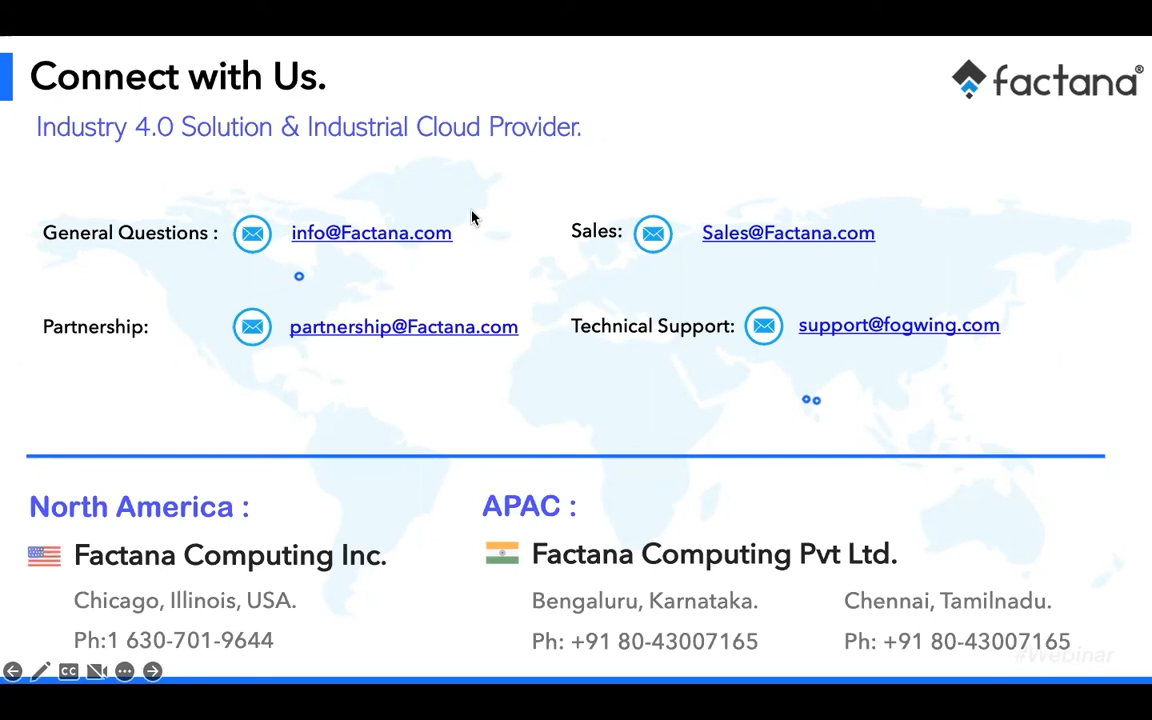 Connect with Us.
factana®
Industry 4.0 Solution & Industrial Cloud Provider.
General Questions : info@Factana.com
Sales: Sales@Factana.com
Partnership: partnership@Factana.com
Technical Support: support@fogwing.com
North America :
APAC :
Factana Computing Inc.
Factana Computing Pvt Ltd.
Chicago, Illinois, USA.
Bengaluru, Karnataka.
Chennai, Tamilnadu.
Ph:1 630-701-9644
Ph: +91 80-43007165
Ph: +91 80-43007165
#Webinar
CC